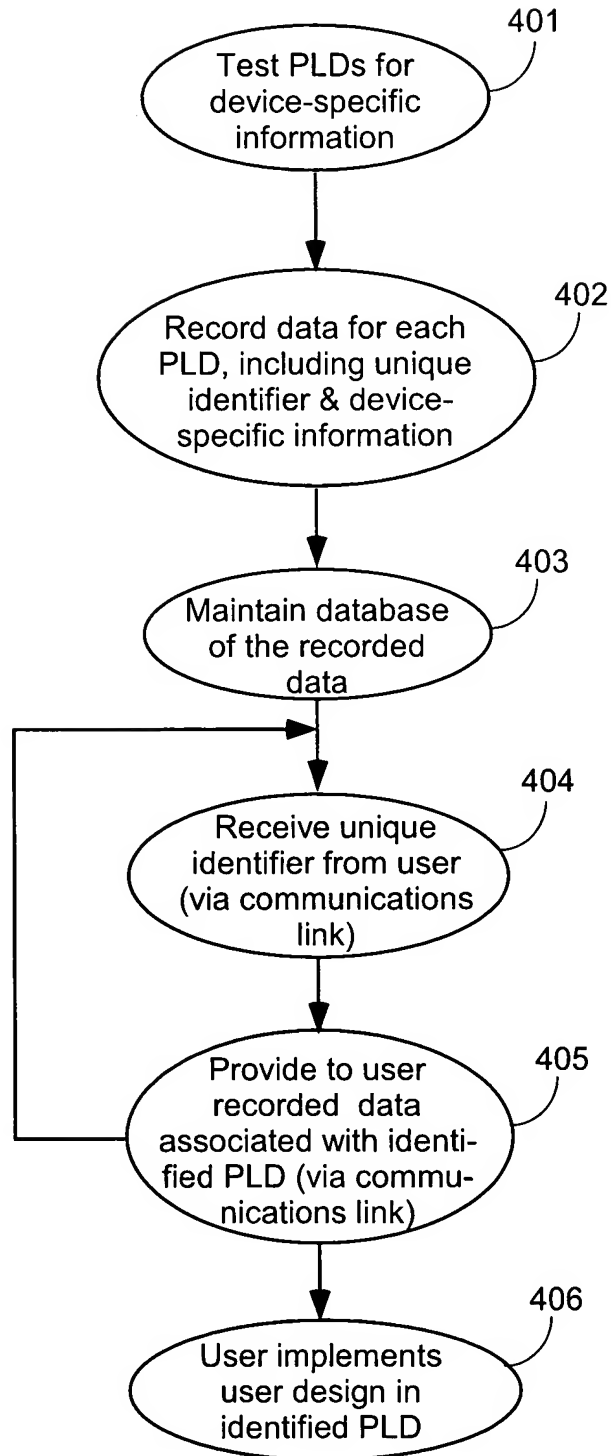 401
Test PLDs for
device-specific
information
402
Record data for each
PLD, including unique
identifier & device-
specific information
403
Maintain database
of the recorded
data
404
Receive unique
identifier from user
(via communications
link)
405
Provide to user
recorded data
associated with identi-
fied PLD (via commu-
nications link)
406
User implements
user design in
identified PLD